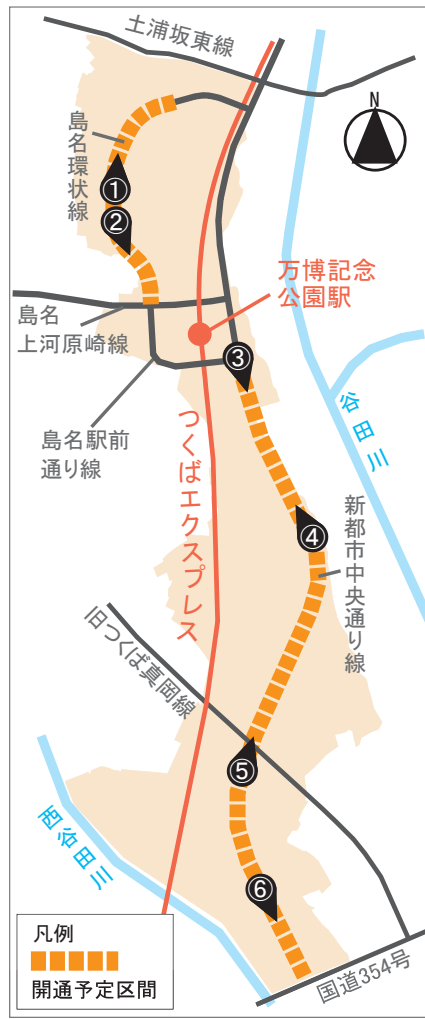 土浦坂東線
N
島名環状線
①
②
万博記念
公園駅
島名
上河原崎線
③
島名駅前
通り線
谷田川
つくばエクスプレス
④
新都市中央通り線
旧つくば真岡線
⑤
西谷田川
⑥
国道354号
凡例
開通予定区間